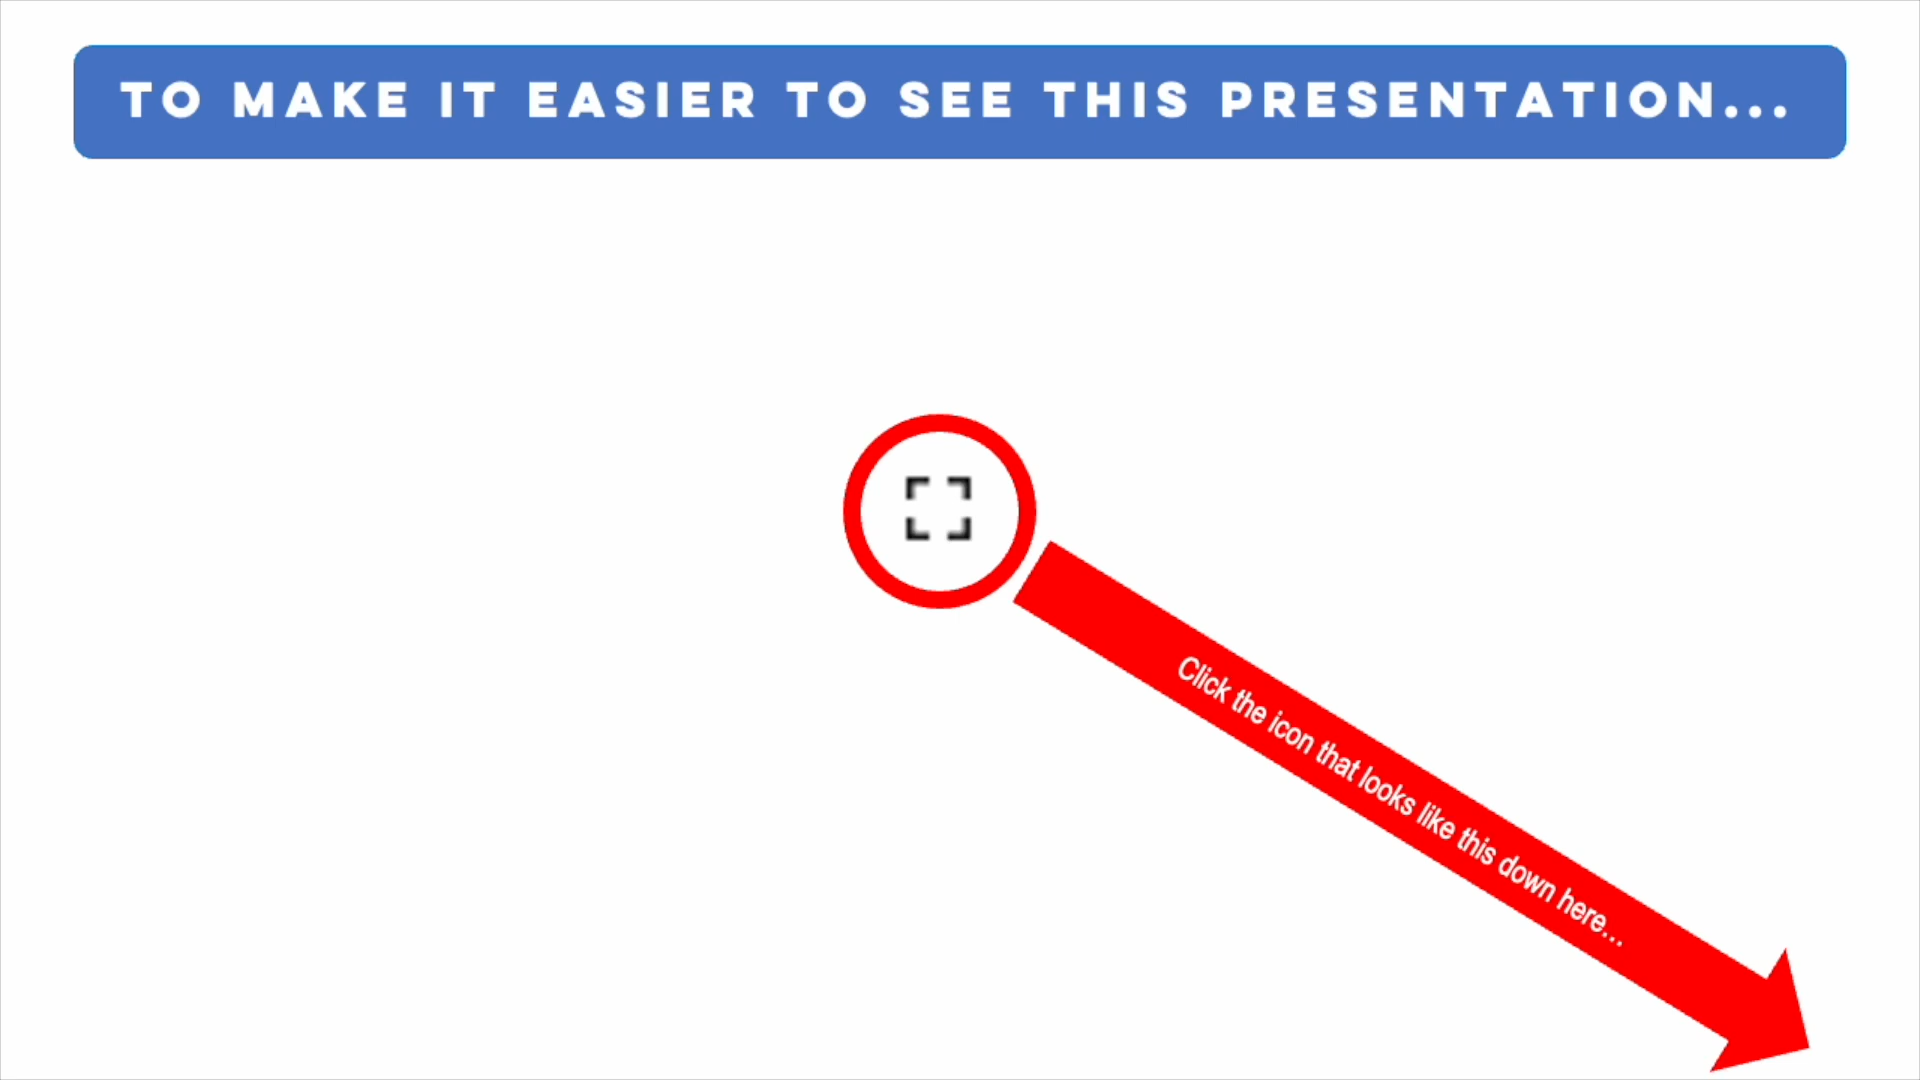 TO MAKE IT EASIER TO SEE THIS PRESENTATION...
Click the icon that looks like this down here...